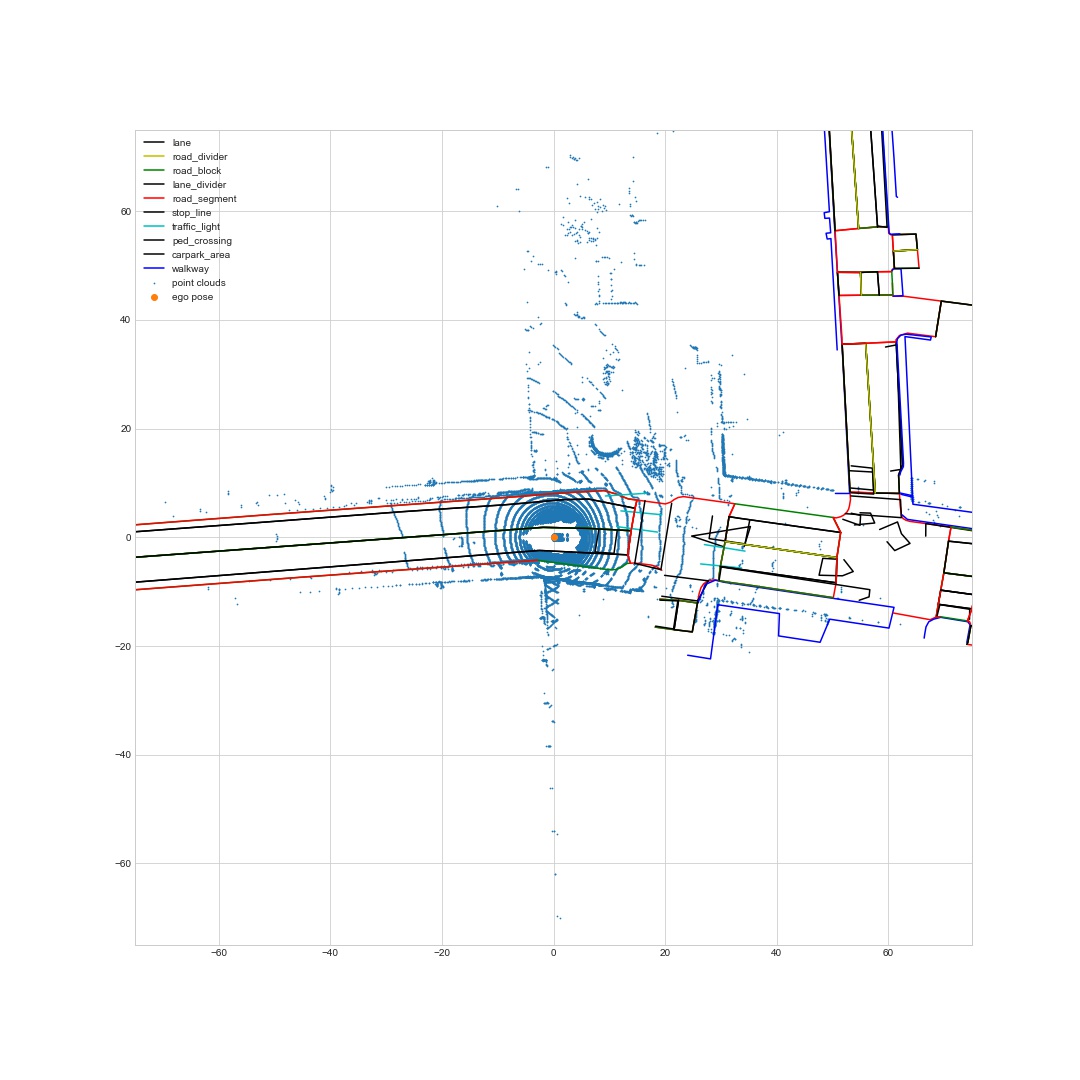 lane
road_divider
road_block
lane_divider
road_segment
stop_line
traffic_light
ped_crossing
carpark_area
walkway
point clouds
ego pose
60
40
20
0
−20
−40
−60
−60
−40
−20
0
20
40
60